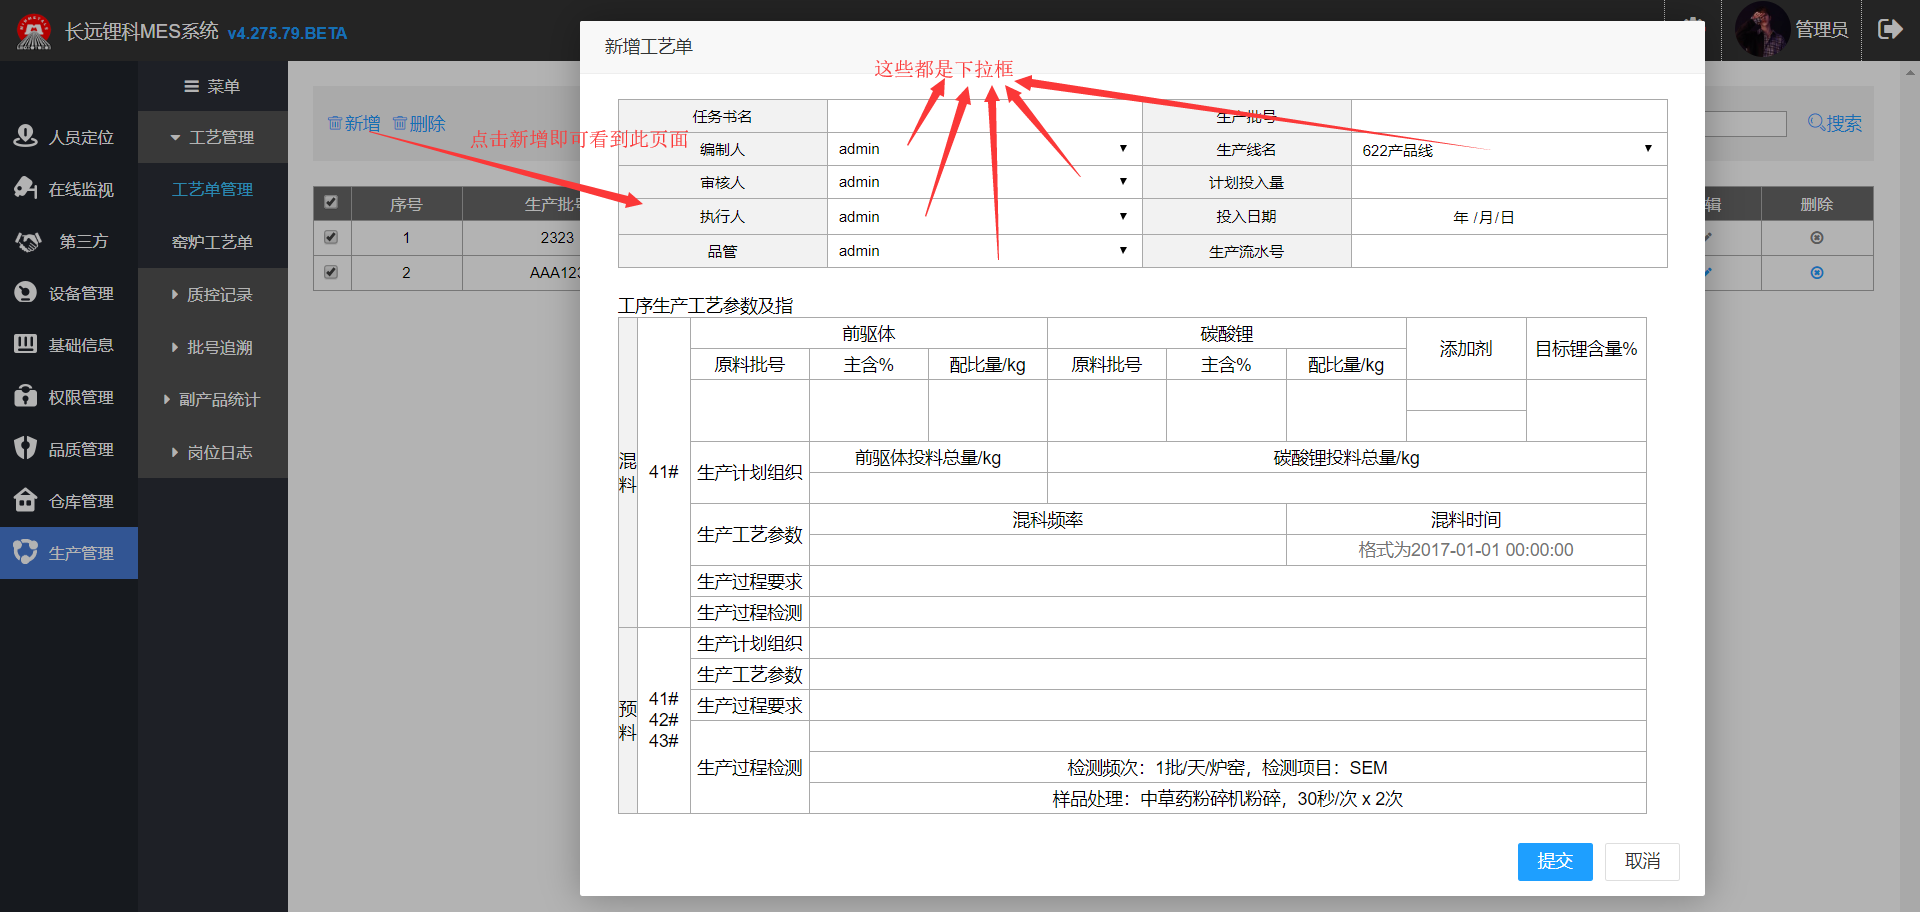 长远锂科MES系统 v4.275.79.BETA
管理员
人员定位
在线监视
第三方
设备管理
基础信息
权限管理
品质管理
仓库管理
生产管理
菜单
工艺管理
工艺单管理
窑炉工艺单
质控记录
批号追溯
副产品统计
岗位日志
新增 删除
搜索
序号 生产批号 辑 删除
1 2323
2 AAA123
新增工艺单
这些都是下拉框
点击新增即可看到此页面
任务书名 生产批号
编制人 admin 生产线名 622产品线
审核人 admin 计划投入量
执行人 admin 投入日期 年 /月/日
品管 admin 生产流水号
工序生产工艺参数及指
前驱体 碳酸锂 添加剂 目标锂含量%
原料批号 主含% 配比量/kg 原料批号 主含% 配比量/kg
混料 41#
生产计划组织 前驱体投料总量/kg 碳酸锂投料总量/kg
生产工艺参数 混科频率 混料时间
格式为2017-01-01 00:00:00
生产过程要求
生产过程检测
预料 41# 42# 43#
生产计划组织
生产工艺参数
生产过程要求
生产过程检测
检测频次：1批/天/炉窑，检测项目：SEM
样品处理：中草药粉碎机粉碎，30秒/次 x 2次
提交 取消